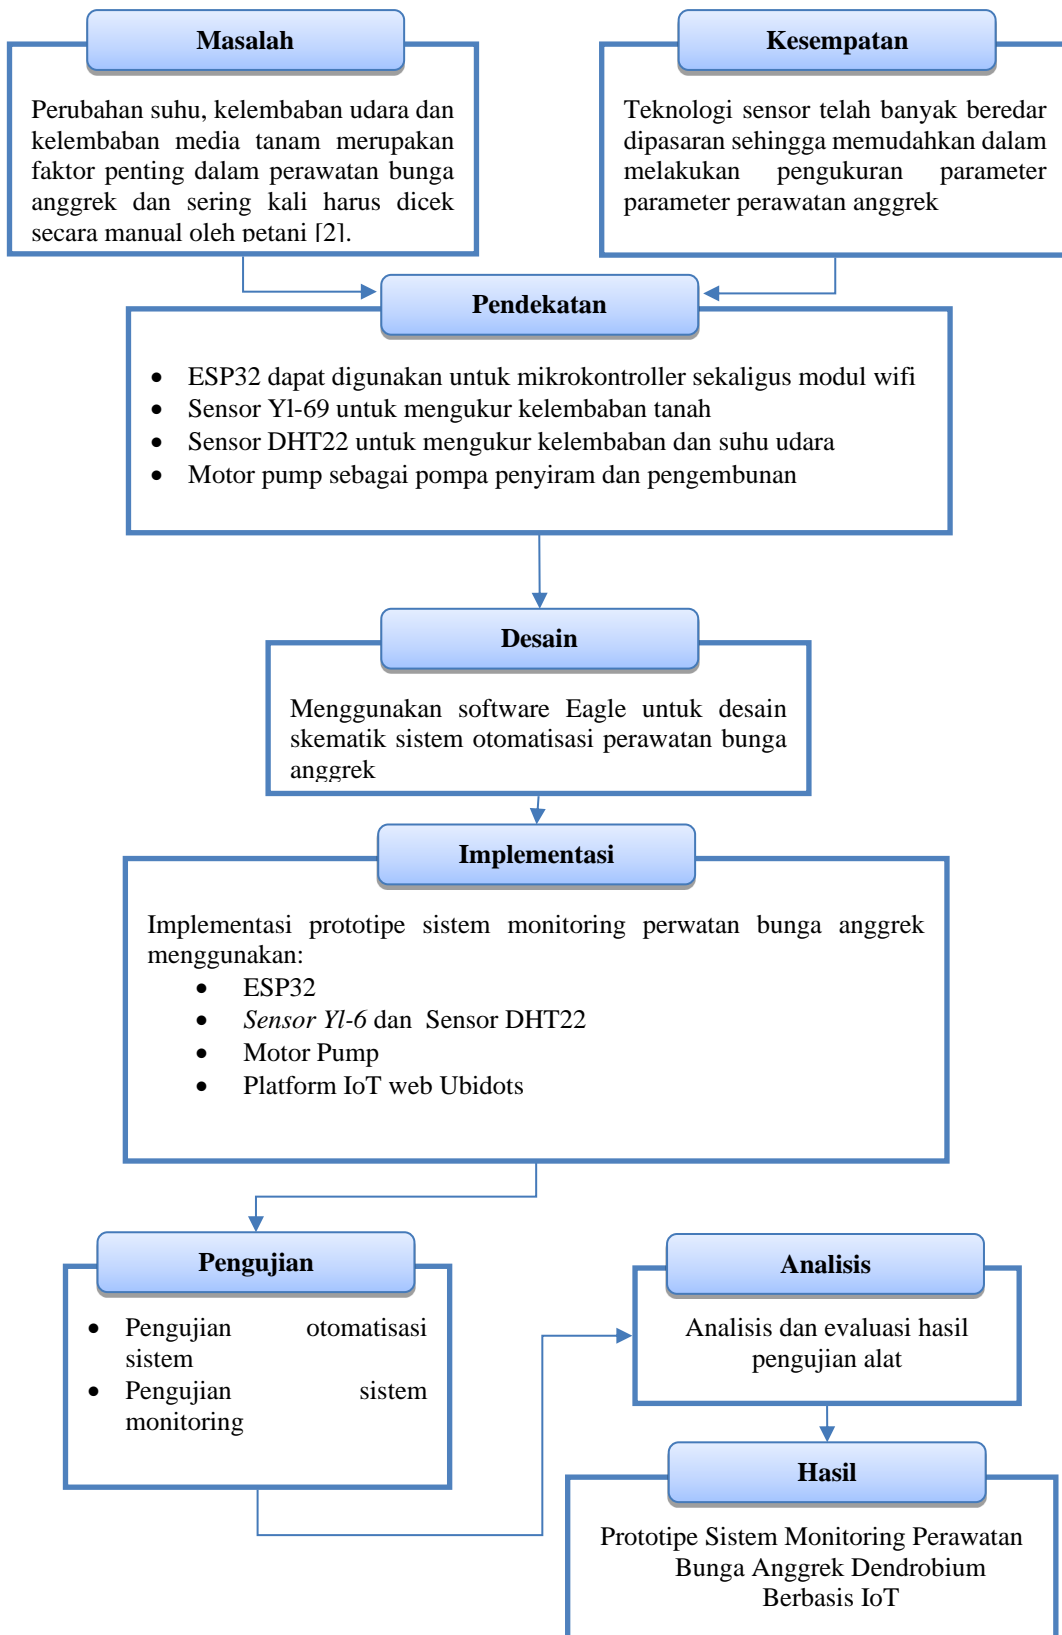 Masalah
Perubahan suhu, kelembaban udara dan
kelembaban media tanam merupakan
faktor penting dalam perawatan bunga
anggrek dan sering kali harus dicek
secara manual oleh petani [2].
Kesempatan
Teknologi sensor telah banyak beredar
dipasaran sehingga memudahkan dalam
melakukan pengukuran parameter
parameter perawatan anggrek
Pendekatan
• ESP32 dapat digunakan untuk mikrokontroller sekaligus modul wifi
• Sensor Yl-69 untuk mengukur kelembaban tanah
• Sensor DHT22 untuk mengukur kelembaban dan suhu udara
• Motor pump sebagai pompa penyiram dan pengembunan
Desain
Menggunakan software Eagle untuk desain
skematik sistem otomatisasi perawatan bunga
anggrek
Implementasi
Implementasi prototipe sistem monitoring perwatan bunga anggrek
menggunakan:
• ESP32
• Sensor Yl-6 dan Sensor DHT22
• Motor Pump
• Platform IoT web Ubidots
Pengujian
• Pengujian otomatisasi
sistem
• Pengujian sistem
monitoring
Analisis
Analisis dan evaluasi hasil
pengujian alat
Hasil
Prototipe Sistem Monitoring Perawatan
Bunga Anggrek Dendrobium
Berbasis IoT